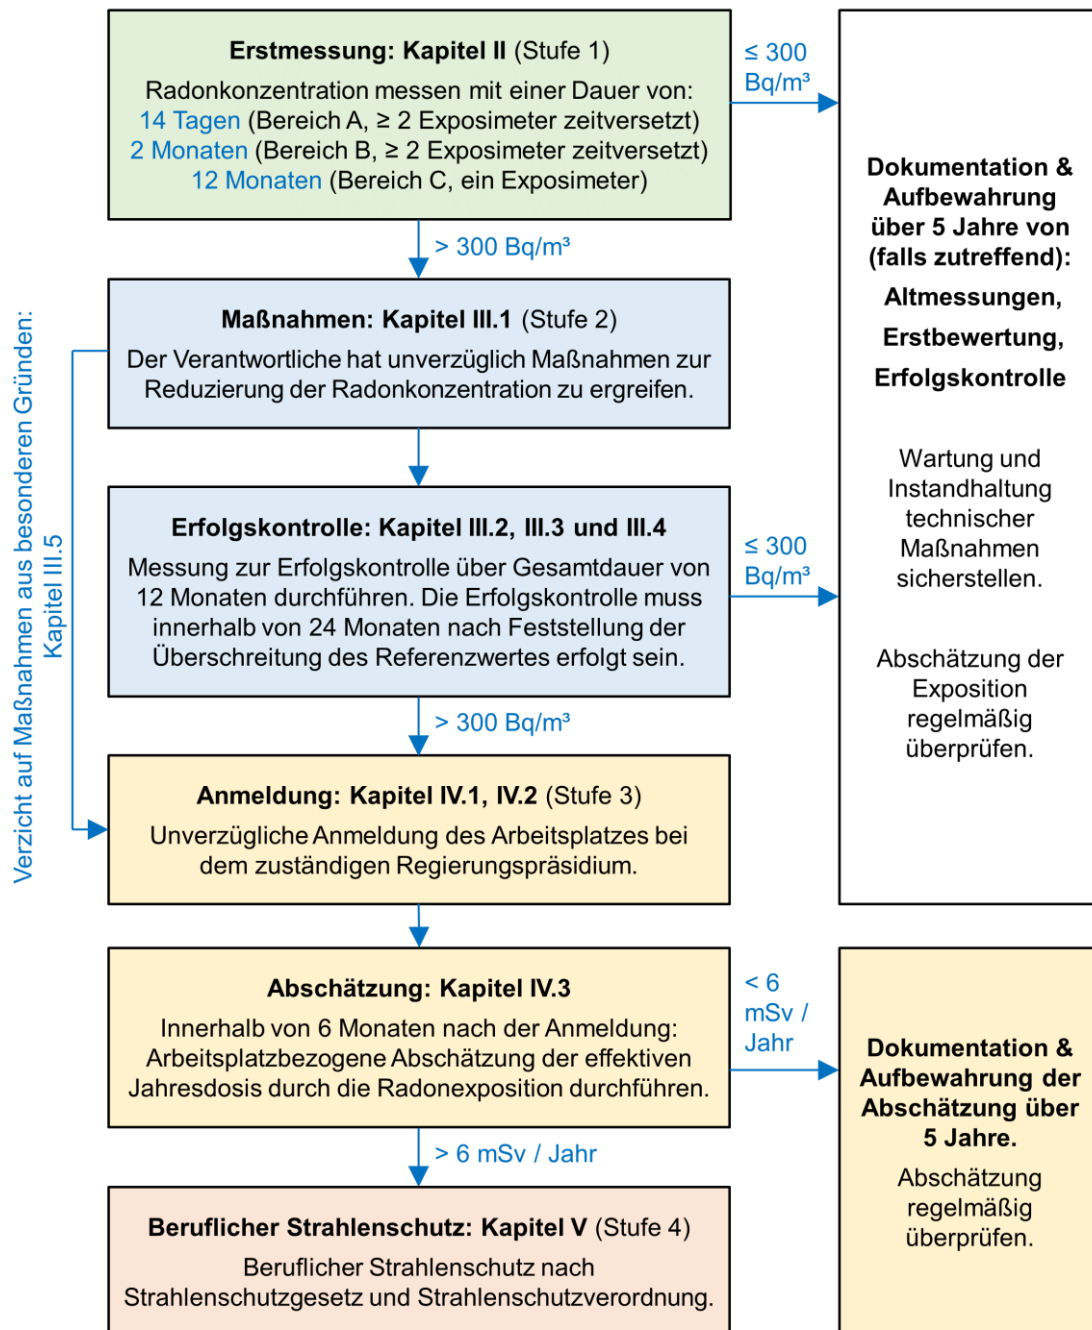 Erstmessung: Kapitel II (Stufe 1)
Radonkonzentration messen mit einer Dauer von:
14 Tagen (Bereich A, ≥ 2 Exposimeter zeitversetzt)
2 Monaten (Bereich B, ≥ 2 Exposimeter zeitversetzt)
12 Monaten (Bereich C, ein Exposimeter)
≤ 300
Bq/m³
> 300 Bq/m³
Maßnahmen: Kapitel III.1 (Stufe 2)
Der Verantwortliche hat unverzüglich Maßnahmen zur
Reduzierung der Radonkonzentration zu ergreifen.
Verzicht auf Maßnahmen aus besonderen Gründen:
Kapitel III.5
Erfolgskontrolle: Kapitel III.2, III.3 und III.4
Messung zur Erfolgskontrolle über Gesamtdauer von
12 Monaten durchführen. Die Erfolgskontrolle muss
innerhalb von 24 Monaten nach Feststellung der
Überschreitung des Referenzwertes erfolgt sein.
≤ 300
Bq/m³
> 300 Bq/m³
Dokumentation &
Aufbewahrung
über 5 Jahre von
(falls zutreffend):
Altmessungen,
Erstbewertung,
Erfolgskontrolle
Wartung und
Instandhaltung
technischer
Maßnahmen
sicherstellen.
Abschätzung der
Exposition
regelmäßig
überprüfen.
Anmeldung: Kapitel IV.1, IV.2 (Stufe 3)
Unverzügliche Anmeldung des Arbeitsplatzes bei
dem zuständigen Regierungspräsidium.
Abschätzung: Kapitel IV.3
Innerhalb von 6 Monaten nach der Anmeldung:
Arbeitsplatzbezogene Abschätzung der effektiven
Jahresdosis durch die Radonexposition durchführen.
< 6
mSv /
Jahr
> 6 mSv / Jahr
Dokumentation &
Aufbewahrung der
Abschätzung über
5 Jahre.
Abschätzung
regelmäßig
überprüfen.
Beruflicher Strahlenschutz: Kapitel V (Stufe 4)
Beruflicher Strahlenschutz nach
Strahlenschutzgesetz und Strahlenschutzverordnung.